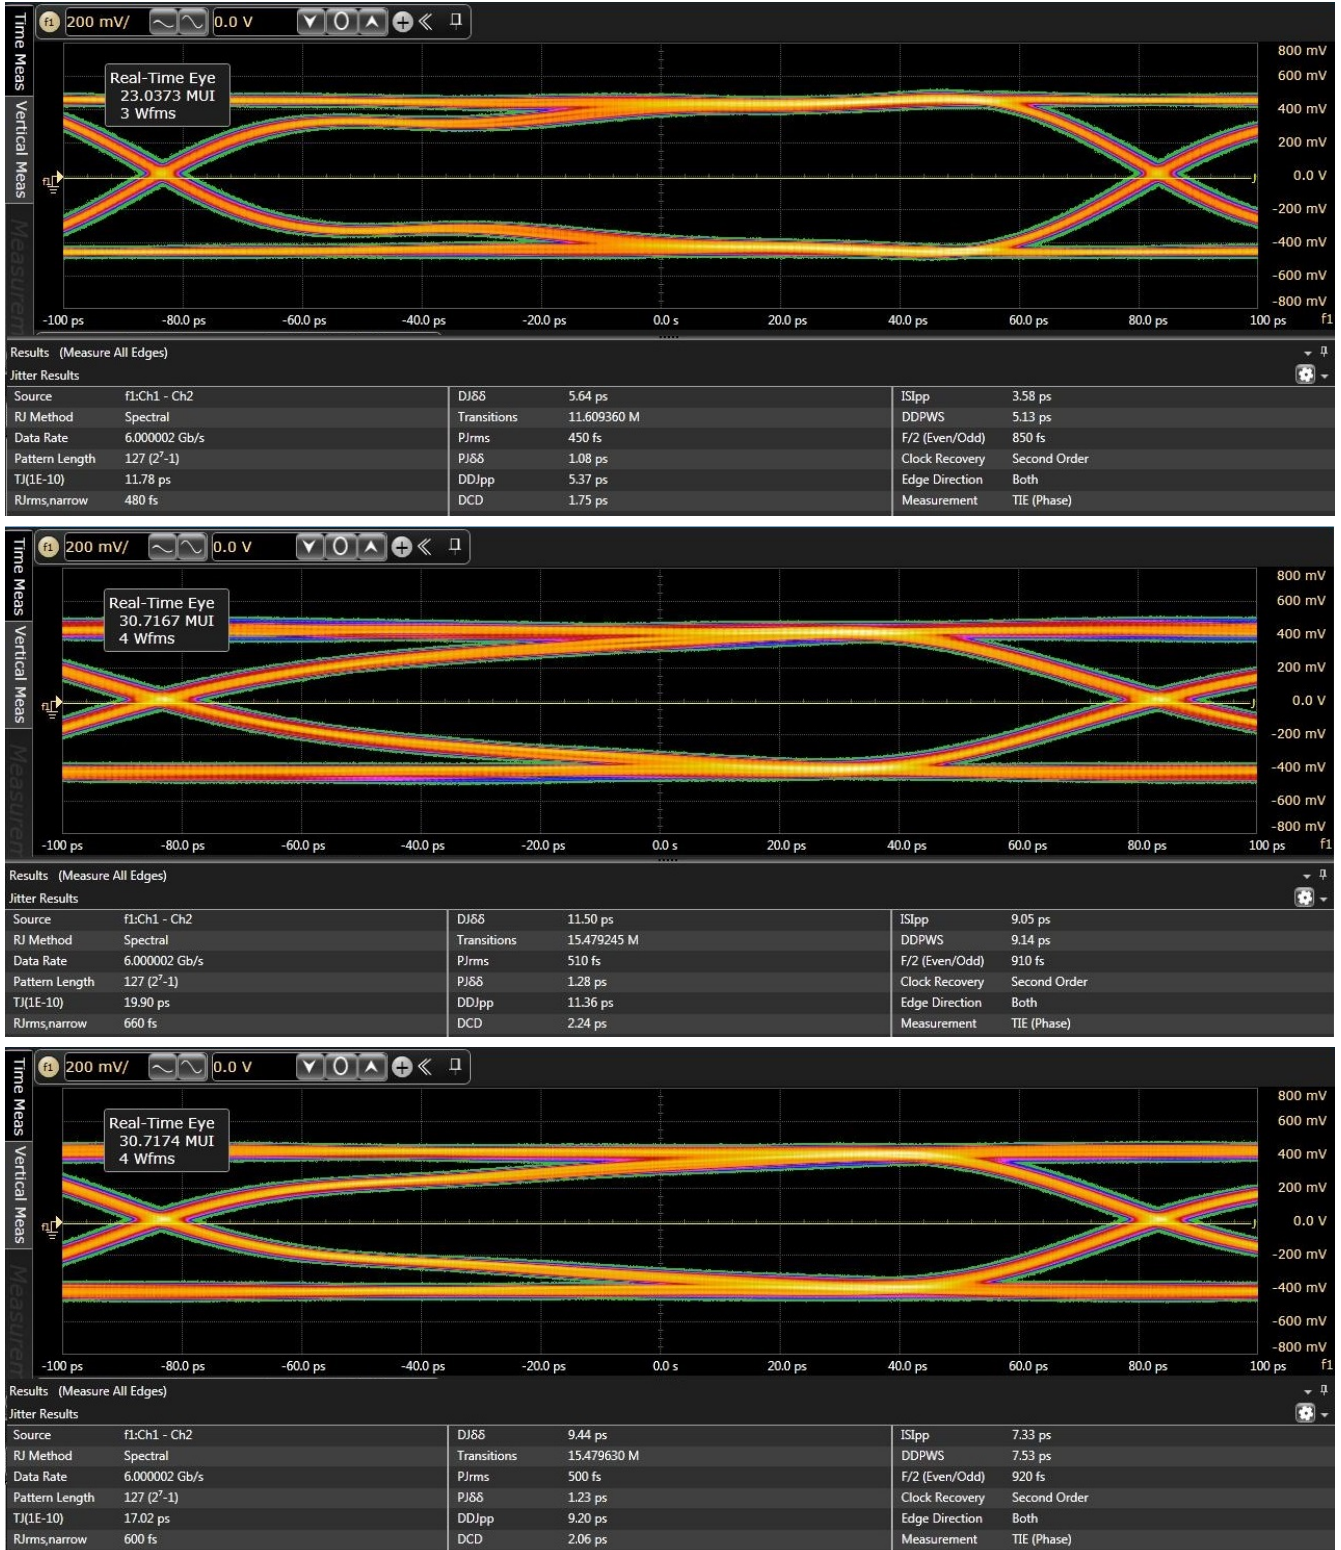 f1 200 mV/ 0.0 V
Time Meas
Vertical Meas
Measurem
Real-Time Eye
23.0373 MUI
3 Wfms
800 mV
600 mV
400 mV
200 mV
0.0 V
-200 mV
-400 mV
-600 mV
-800 mV
-100 ps -80.0 ps -60.0 ps -40.0 ps -20.0 ps 0.0 s 20.0 ps 40.0 ps 60.0 ps 80.0 ps 100 ps f1
Results (Measure All Edges)
Jitter Results
Source f1:Ch1 - Ch2 DJδδ 5.64 ps ISIpp 3.58 ps
RJ Method Spectral Transitions 11.609360 M DDPWS 5.13 ps
Data Rate 6.000002 Gb/s PJrms 450 fs F/2 (Even/Odd) 850 fs
Pattern Length 127 (2⁷-1) PJδδ 1.08 ps Clock Recovery Second Order
TJ(1E-10) 11.78 ps DDJpp 5.37 ps Edge Direction Both
RJrms,narrow 480 fs DCD 1.75 ps Measurement TIE (Phase)
f1 200 mV/ 0.0 V
Time Meas
Vertical Meas
Measurem
Real-Time Eye
30.7167 MUI
4 Wfms
800 mV
600 mV
400 mV
200 mV
0.0 V
-200 mV
-400 mV
-600 mV
-800 mV
-100 ps -80.0 ps -60.0 ps -40.0 ps -20.0 ps 0.0 s 20.0 ps 40.0 ps 60.0 ps 80.0 ps 100 ps f1
Results (Measure All Edges)
Jitter Results
Source f1:Ch1 - Ch2 DJδδ 11.50 ps ISIpp 9.05 ps
RJ Method Spectral Transitions 15.479245 M DDPWS 9.14 ps
Data Rate 6.000002 Gb/s PJrms 510 fs F/2 (Even/Odd) 910 fs
Pattern Length 127 (2⁷-1) PJδδ 1.28 ps Clock Recovery Second Order
TJ(1E-10) 19.90 ps DDJpp 11.36 ps Edge Direction Both
RJrms,narrow 660 fs DCD 2.24 ps Measurement TIE (Phase)
f1 200 mV/ 0.0 V
Time Meas
Vertical Meas
Measurem
Real-Time Eye
30.7174 MUI
4 Wfms
800 mV
600 mV
400 mV
200 mV
0.0 V
-200 mV
-400 mV
-600 mV
-800 mV
-100 ps -80.0 ps -60.0 ps -40.0 ps -20.0 ps 0.0 s 20.0 ps 40.0 ps 60.0 ps 80.0 ps 100 ps f1
Results (Measure All Edges)
Jitter Results
Source f1:Ch1 - Ch2 DJδδ 9.44 ps ISIpp 7.33 ps
RJ Method Spectral Transitions 15.479630 M DDPWS 7.53 ps
Data Rate 6.000002 Gb/s PJrms 500 fs F/2 (Even/Odd) 920 fs
Pattern Length 127 (2⁷-1) PJδδ 1.23 ps Clock Recovery Second Order
TJ(1E-10) 17.02 ps DDJpp 9.20 ps Edge Direction Both
RJrms,narrow 600 fs DCD 2.06 ps Measurement TIE (Phase)